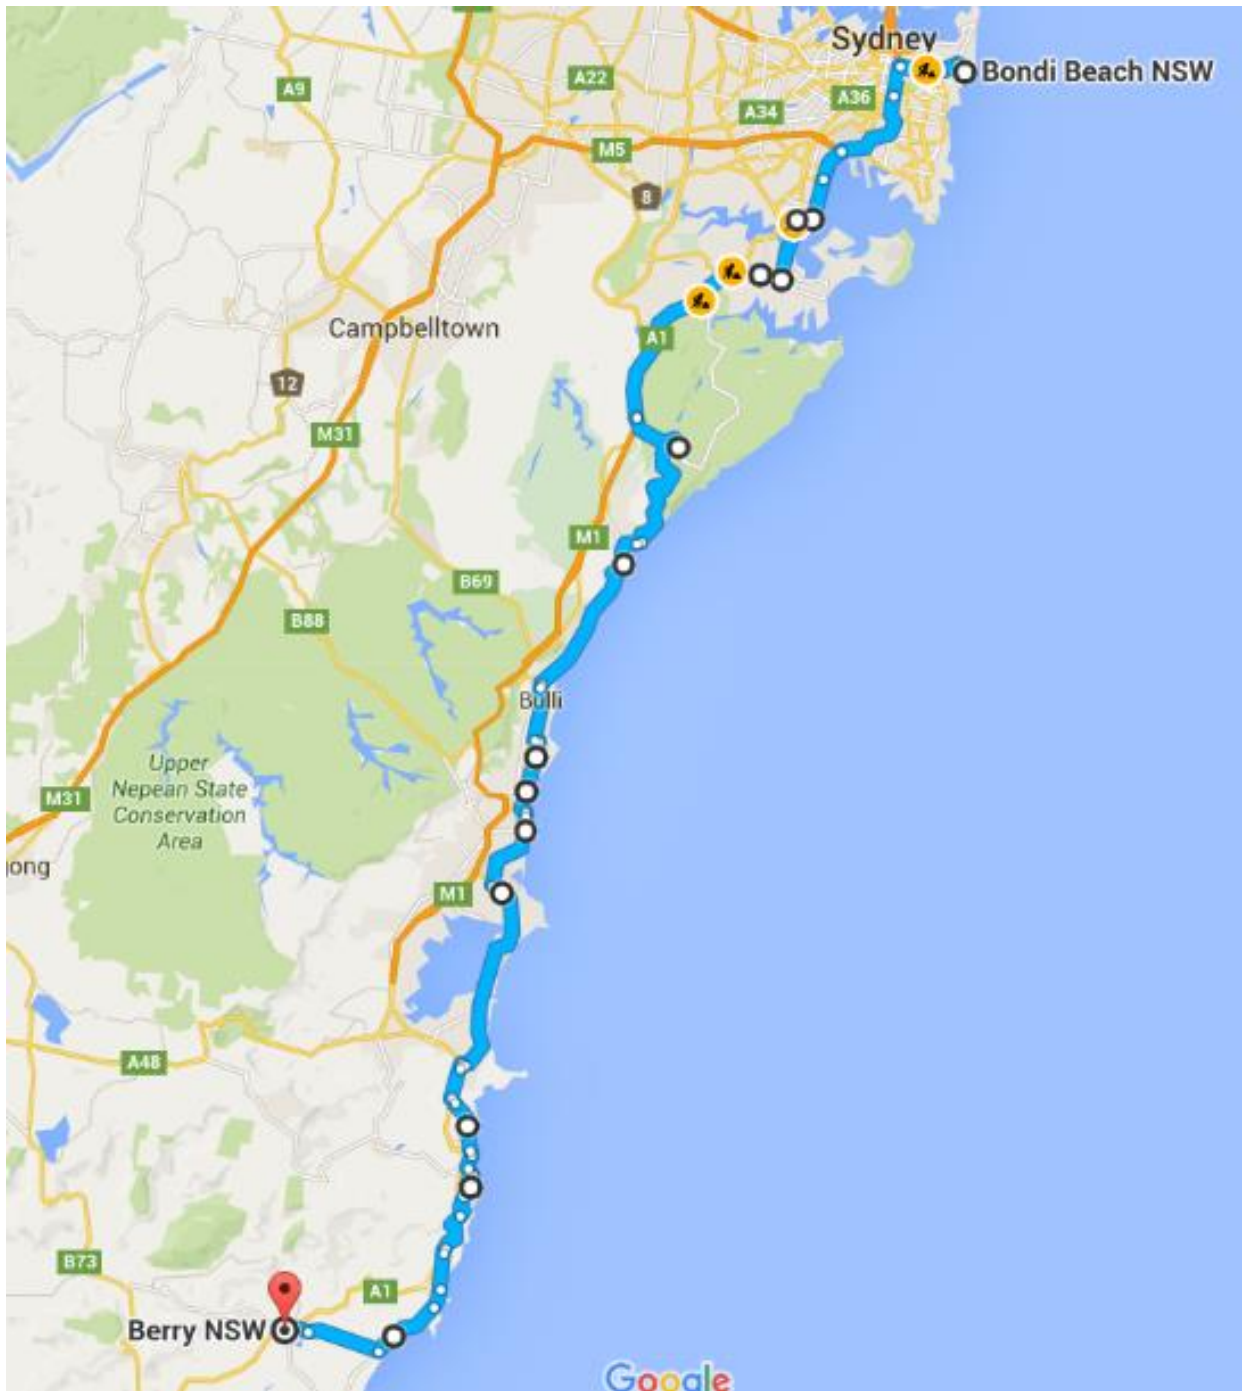 Sydney
Bondi Beach NSW
A9
A22
A36
A34
M5
8
A1
Campbelltown
12
M31
M1
B69
B88
Bulli
Upper
Nepean State
Conservation
Area
M31
ong
M1
A48
B73
A1
Berry NSW
Google